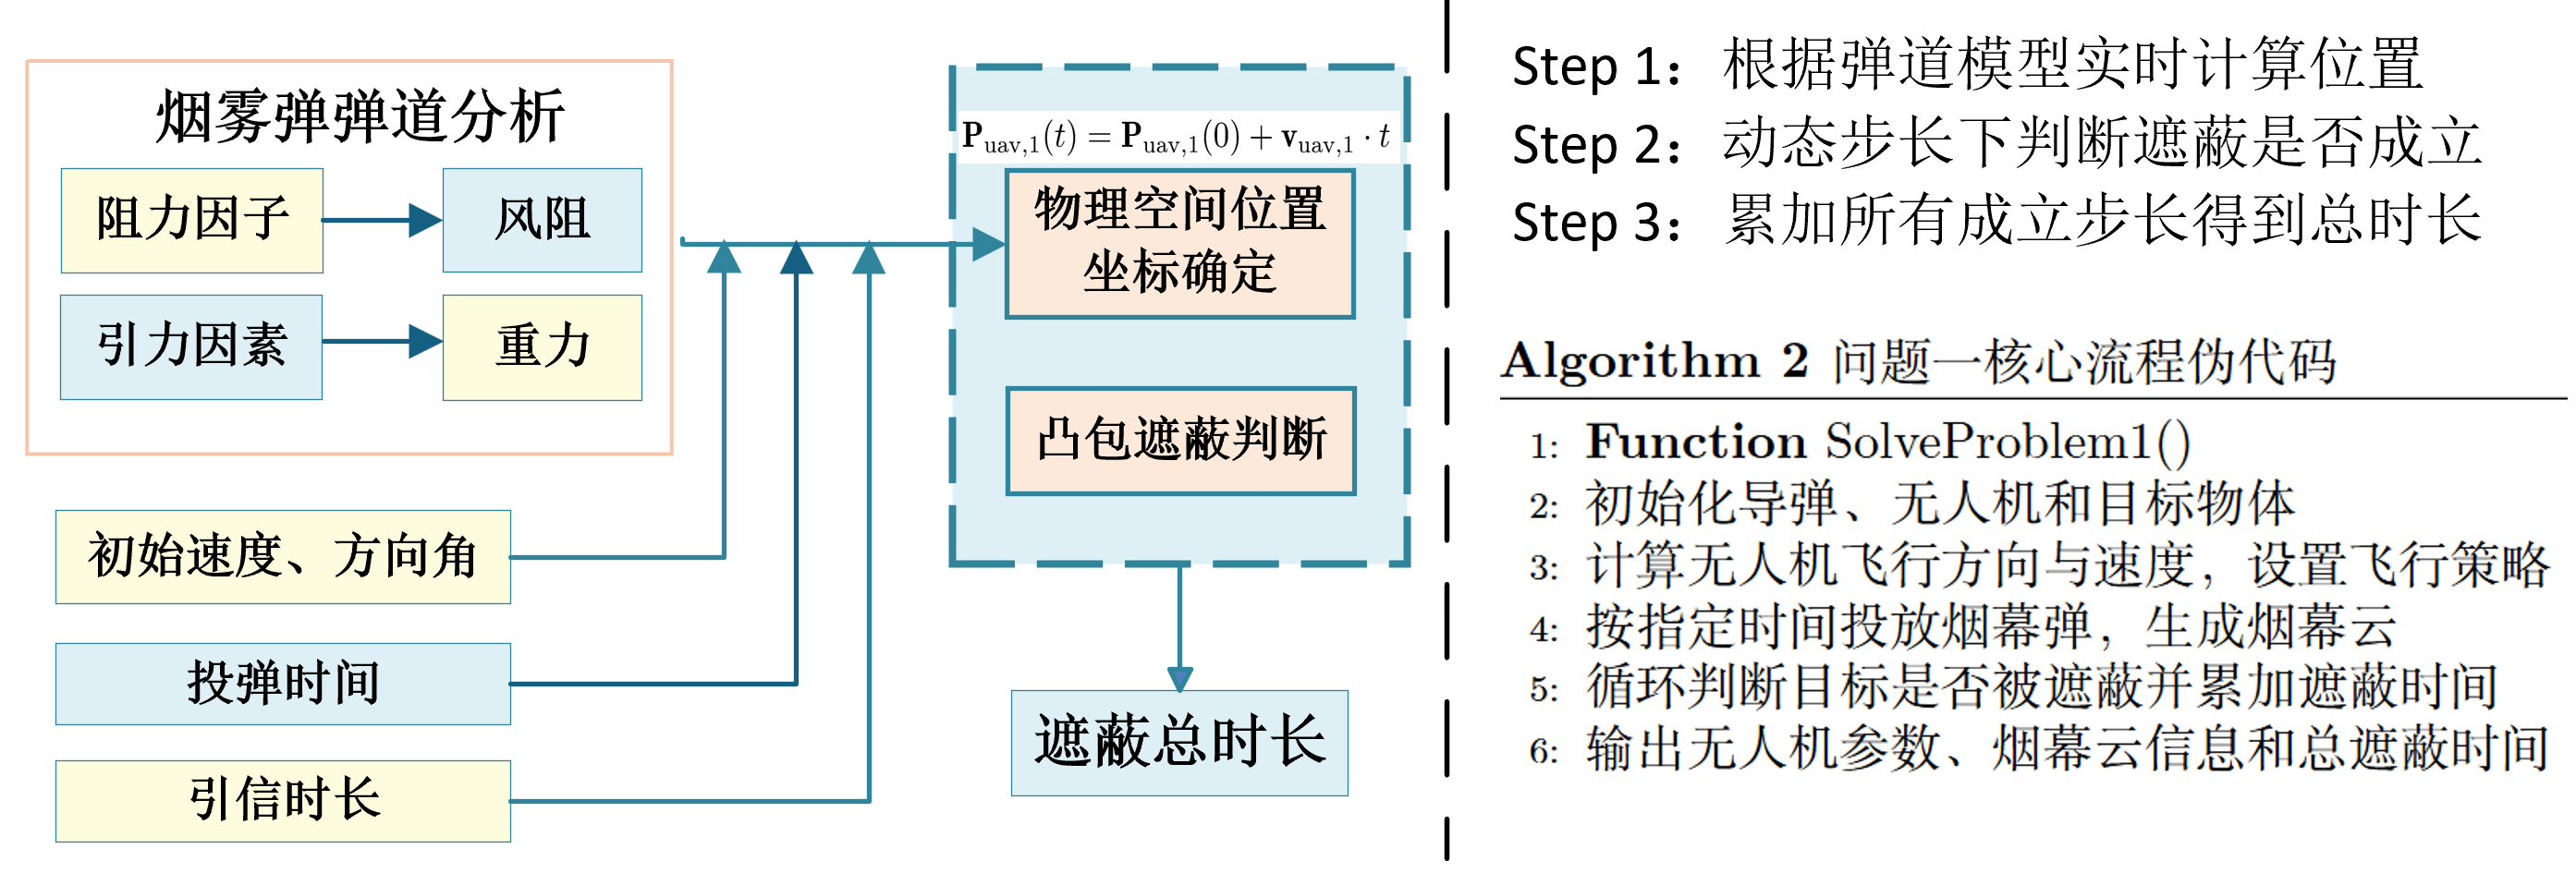 烟雾弹弹道分析
阻力因子
风阻
引力因素
重力
初始速度、方向角
投弹时间
引信时长
$\mathbf{P}_{\text{uav},1}(t) = \mathbf{P}_{\text{uav},1}(0) + \mathbf{v}_{\text{uav},1} \cdot t$
物理空间位置
坐标确定
凸包遮蔽判断
遮蔽总时长
Step 1：根据弹道模型实时计算位置
Step 2：动态步长下判断遮蔽是否成立
Step 3：累加所有成立步长得到总时长
Algorithm 2 问题一核心流程伪代码
1: Function SolveProblem1()
2: 初始化导弹、无人机和目标物体
3: 计算无人机飞行方向与速度，设置飞行策略
4: 按指定时间投放烟幕弹，生成烟幕云
5: 循环判断目标是否被遮蔽并累加遮蔽时间
6: 输出无人机参数、烟幕云信息和总遮蔽时间